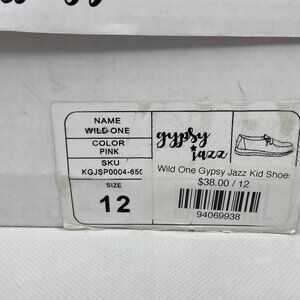 NAME
WILD ONE
COLOR
PINK
SKU
KGJSP0004-650
SIZE
12
gypsy
jazz
Wild One Gypsy Jazz Kid Shoes
$38.00 / 12
94069938